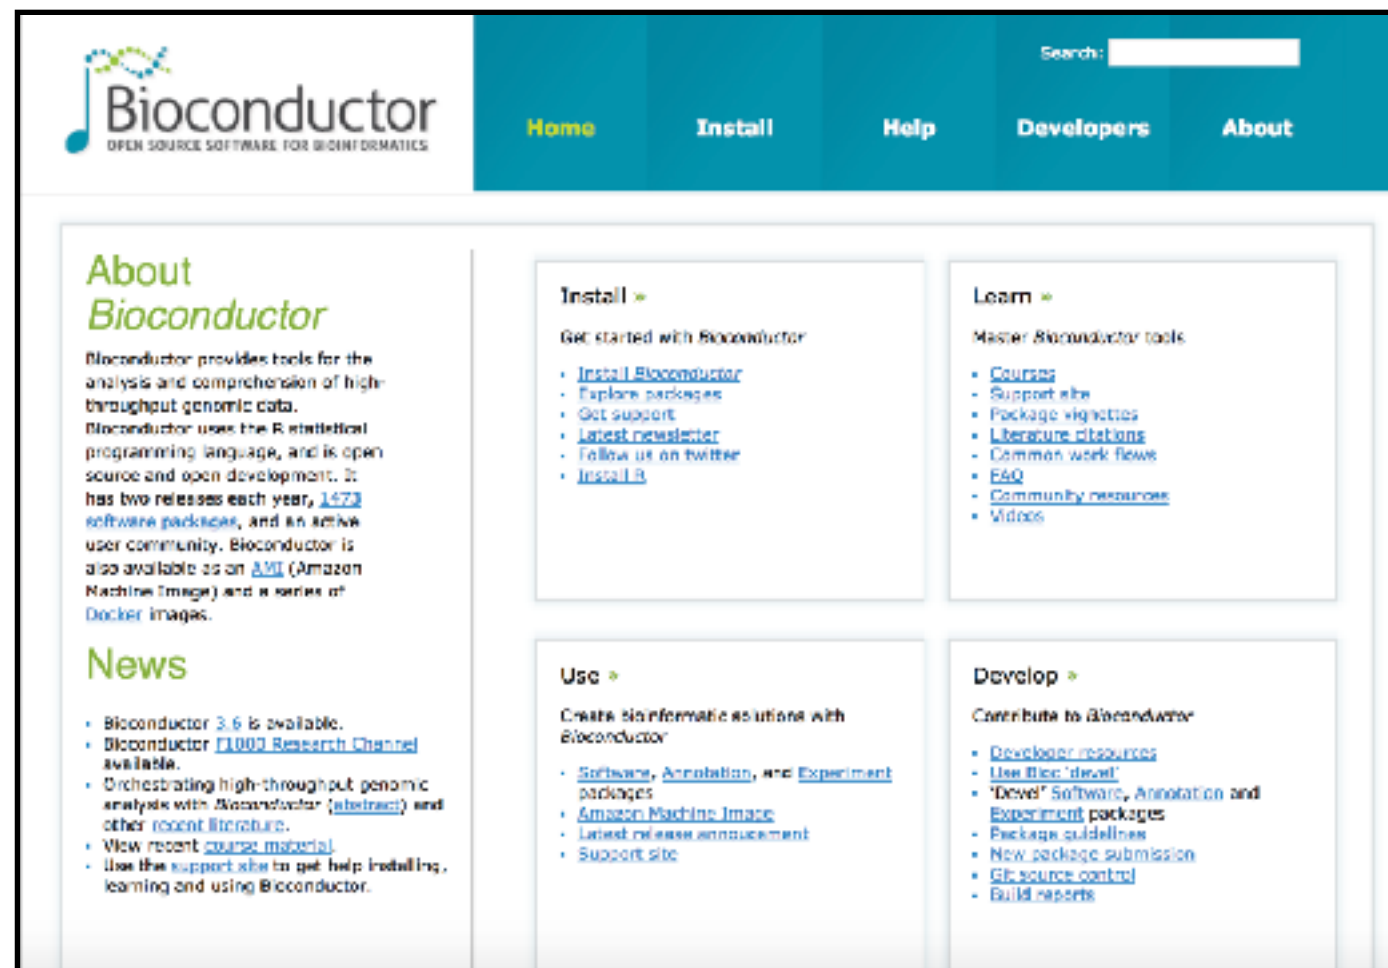 Bioconductor
OPEN SOURCE SOFTWARE FOR BIOINFORMATICS
Search:
Home
Install
Help
Developers
About
About
Bioconductor
Bioconductor provides tools for the
analysis and comprehension of high-
throughput genomic data.
Bioconductor uses the R statistical
programming language, and is open
source and open development. It
has two releases each year, 1473
software packages, and an active
user community. Bioconductor is
also available as an AMI (Amazon
Machine Image) and a series of
Docker images.
News
• Bioconductor 3.6 is available.
• Bioconductor F1000 Research Channel
available.
• Orchestrating high-throughput genomic
analysis with Bioconductor (abstract) and
other recent literature.
• View recent course material.
• Use the support site to get help installing,
learning and using Bioconductor.
Install »
Get started with Bioconductor
• Install Bioconductor
• Explore packages
• Get support
• Latest newsletter
• Follow us on twitter
• Install R
Learn »
Master Bioconductor tools
• Courses
• Support site
• Package vignettes
• Literature citations
• Common work flows
• FAQ
• Community resources
• Videos
Use »
Create bioinformatic solutions with
Bioconductor
• Software, Annotation, and Experiment
packages
• Amazon Machine Image
• Latest release annoucement
• Support site
Develop »
Contribute to Bioconductor
• Developer resources
• Use Bioc 'devel'
• 'Devel' Software, Annotation and
Experiment packages
• Package guidelines
• New package submission
• Git source control
• Build reports